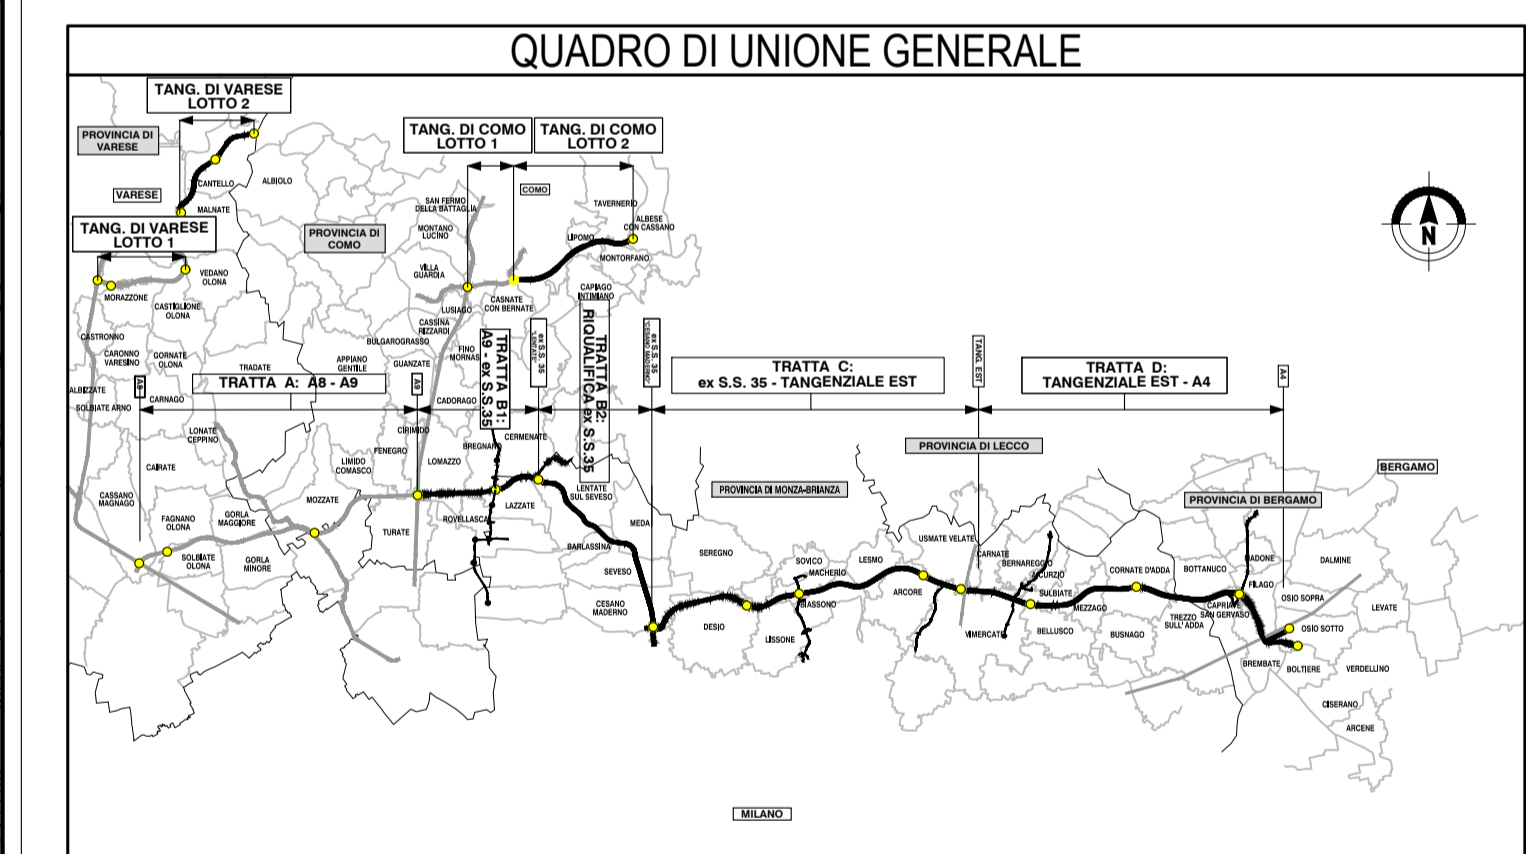 QUADRO DI UNIONE GENERALE
TANG. DI VARESE
LOTTO 2
PROVINCIA DI
VARESE
VARESE
CANTELLO
ALBIOLO
MALNATE
TANG. DI VARESE
LOTTO 1
PROVINCIA DI
COMO
TANG. DI COMO
LOTTO 1
TANG. DI COMO
LOTTO 2
COMO
SAN FERMO
DELLA BATTAGLIA
MONTANO
LUCINO
TAVERNERIO
ALBESE
CON CASSANO
LIPOMO
MONTORFANO
VILLA
GUARDIA
CAPIAGO
INTIMIANO
CASNATE
CON BERNATE
LUSIAGO
N
VEDANO
OLONA
MORAZZONE
CASTIGLIONE
OLONA
CASTRONNO
CARONNO
VARESINO
GORNATE
OLONA
CASSINA
RIZZARDI
BULGAROGRASSO
FINO
MORNAS
APPIANO
GENTILE
GUANZATE
TRADATE
ALBIZZATE
SOLBIATE ARNO
CARNAGO
TRATTA A: A8 - A9
A9
CADORAGO
TRATTA B1:
A9 - ex S.S.35
ex S.S. 35
"LENTATE"
TRATTA B2:
RIQUALIFICA ex S.S.35
ex S.S. 35
"CESANO MADERNO"
TRATTA C:
ex S.S. 35 - TANGENZIALE EST
TANG. EST
TRATTA D:
TANGENZIALE EST - A4
A4
LONATE
CEPPINO
CIRIMIDO
FENEGRO
LIMIDO
COMASCO
LOMAZZO
BREGNANO
CERMENATE
CAIRATE
CASSANO
MAGNAGO
MOZZATE
LENTATE
SUL SEVESO
LAZZATE
ROVELLASCA
TURATE
FAGNANO
OLONA
GORLA
MAGGIORE
SOLBIATE
OLONA
GORLA
MINORE
MEDA
BARLASSINA
SEVESO
CESANO
MADERNO
PROVINCIA DI MONZA-BRIANZA
PROVINCIA DI LECCO
BERGAMO
PROVINCIA DI BERGAMO
SEREGNO
DESIO
SOVICO
MACHERIO
BIASSONO
LISSONE
LESMO
ARCORE
USMATE VELATE
CARNATE
BERNAREGGIO
VIMERCATE
SULBIATE
MEZZAGO
BELLUSCO
BUSNAGO
CORNATE D'ADDA
BOTTANUCO
TREZZO
SULL' ADDA
SAN GERVASO
FILAGO
DALMINE
OSIO SOPRA
LEVATE
OSIO SOTTO
BREMBATE
BOLTIERE
VERDELLINO
CISERANO
ARCENE
MILANO